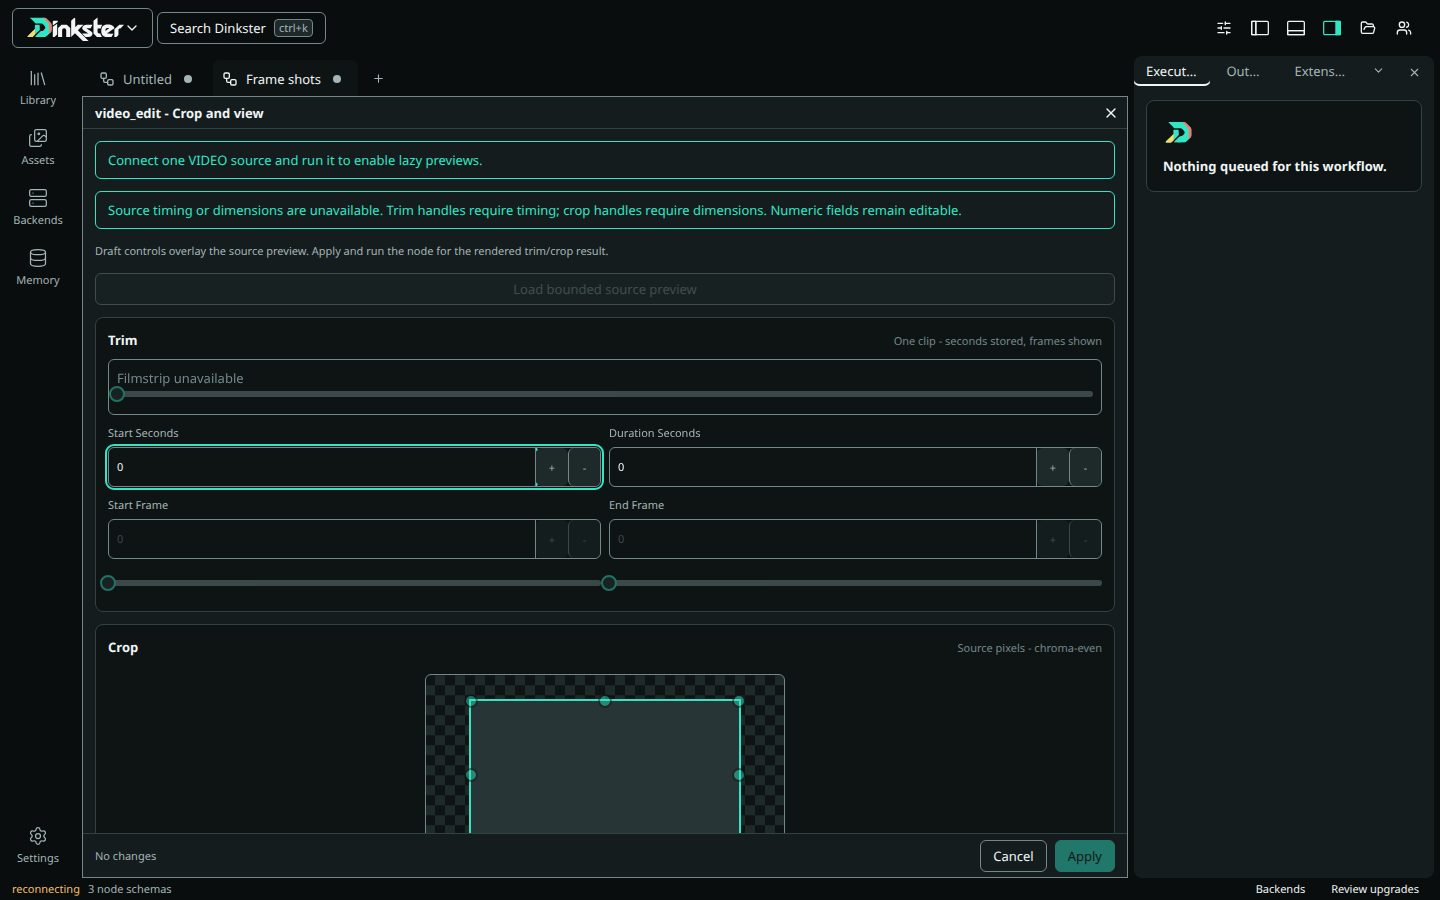 Dinkster
Search Dinkster ctrl+k
Library
Assets
Backends
Memory
Settings
Untitled
Frame shots
+
video_edit - Crop and view
Connect one VIDEO source and run it to enable lazy previews.
Source timing or dimensions are unavailable. Trim handles require timing; crop handles require dimensions. Numeric fields remain editable.
Draft controls overlay the source preview. Apply and run the node for the rendered trim/crop result.
Load bounded source preview
Trim
One clip - seconds stored, frames shown
Filmstrip unavailable
Start Seconds
Duration Seconds
0 + -
0 + -
Start Frame
End Frame
0 + -
0 + -
Crop
Source pixels - chroma-even
No changes
Cancel
Apply
Execut...
Out...
Extens...
Nothing queued for this workflow.
reconnecting
3 node schemas
Backends
Review upgrades